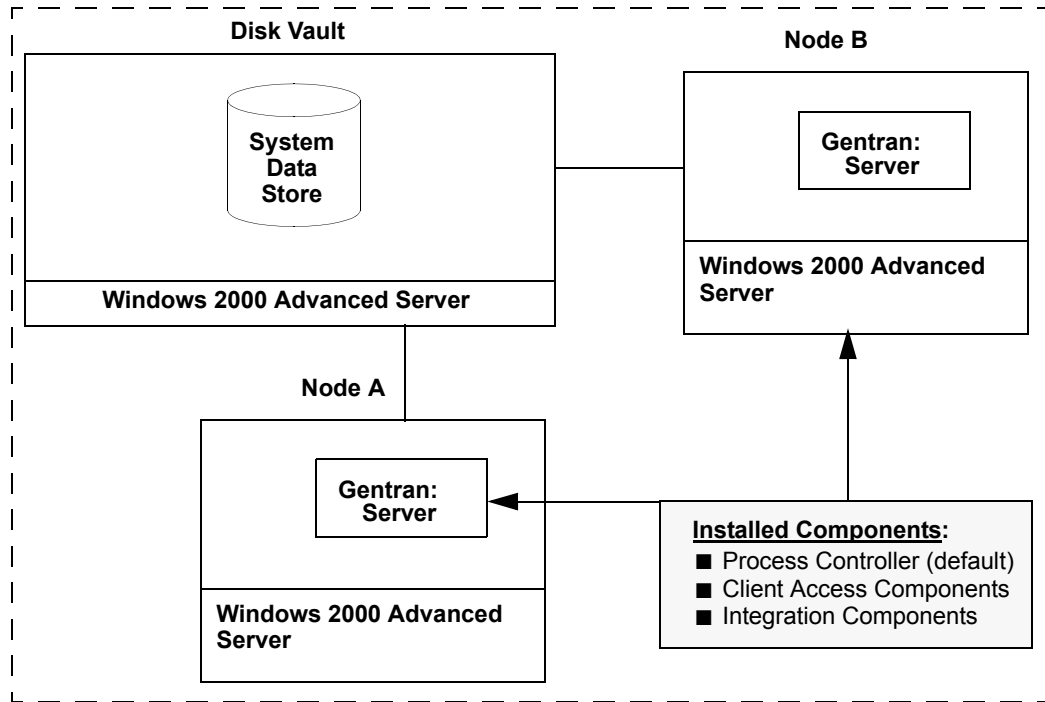 Disk Vault
System
Data
Store
Windows 2000 Advanced Server
Node B
Gentran:
Server
Windows 2000 Advanced
Server
Node A
Gentran:
Server
Windows 2000 Advanced
Server
Installed Components:
■ Process Controller (default)
■ Client Access Components
■ Integration Components